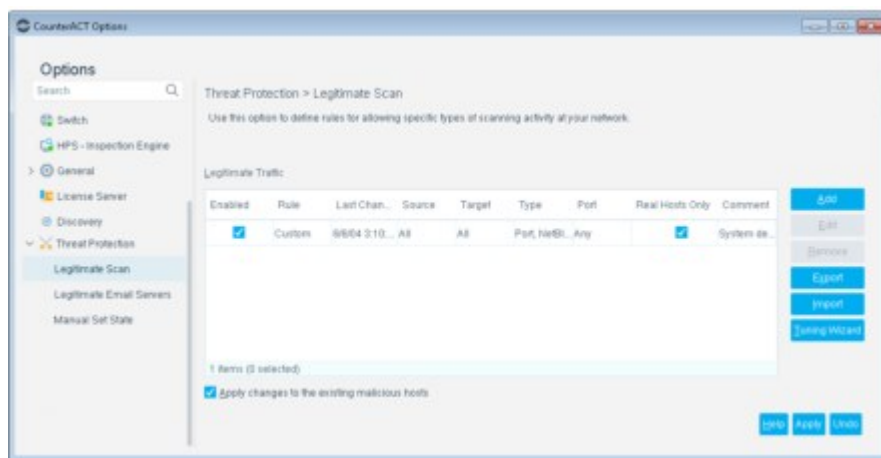 CounterACT Options
Options
Search
Switch
HPS - Inspection Engine
General
License Server
Discovery
Threat Protection
Legitimate Scan
Legitimate Email Servers
Manual Set State
Threat Protection > Legitimate Scan
Use this option to define rules for allowing specific types of scanning activity at your network.
Legitimate Traffic
Enabled Rule Last Chan... Source Target Type Port Real Hosts Only Comment
Custom 3:10... All All Port, NetBI... Any System de...
1 items (0 selected)
Apply changes to the existing malicious hosts
Add
Edit
Remove
Export
Import
Tuning Wizard
Help Apply Undo